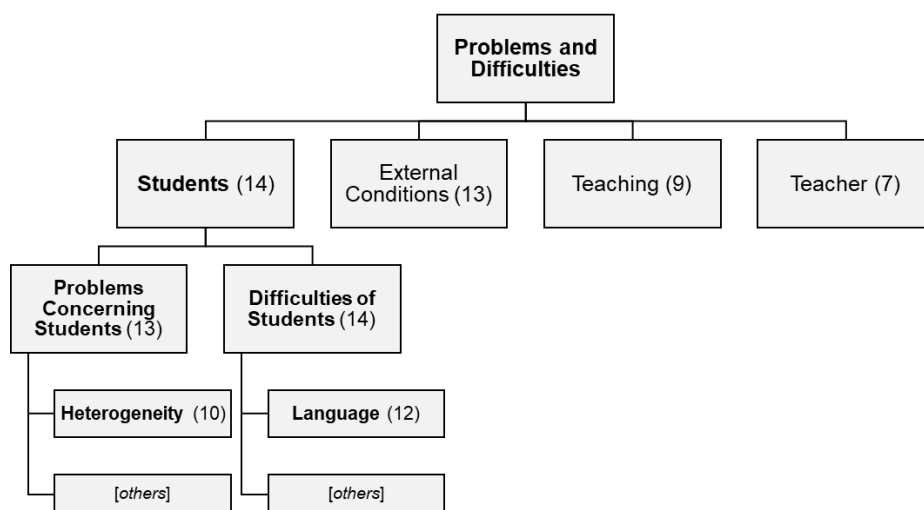 Problems and
Difficulties
Students (14)
External
Conditions (13)
Teaching (9)
Teacher (7)
Problems
Concerning
Students (13)
Difficulties of
Students (14)
Heterogeneity (10)
Language (12)
[others]
[others]